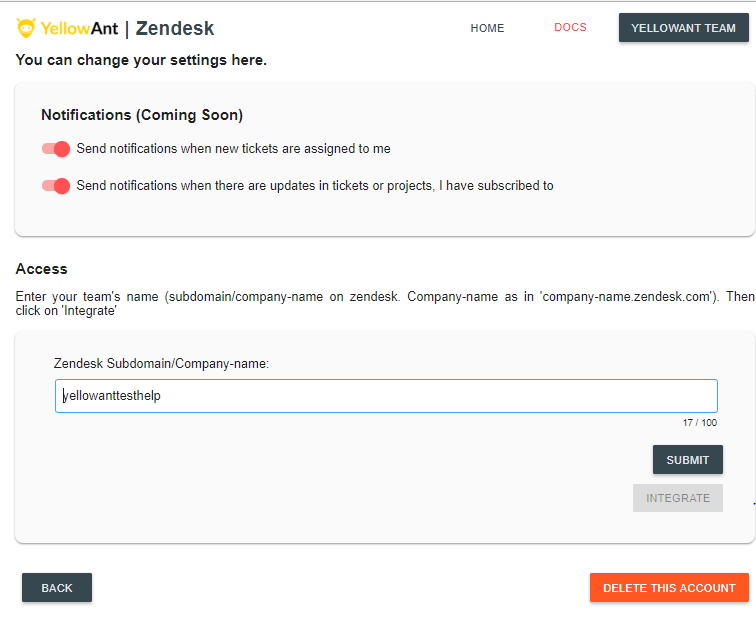 YellowAnt | Zendesk
HOME
DOCS
YELLOWANT TEAM
You can change your settings here.
Notifications (Coming Soon)
Send notifications when new tickets are assigned to me
Send notifications when there are updates in tickets or projects, I have subscribed to
Access
Enter your team's name (subdomain/company-name on zendesk. Company-name as in 'company-name.zendesk.com'). Then
click on 'Integrate'
Zendesk Subdomain/Company-name:
yellowanttesthelp
17 / 100
SUBMIT
INTEGRATE
BACK
DELETE THIS ACCOUNT